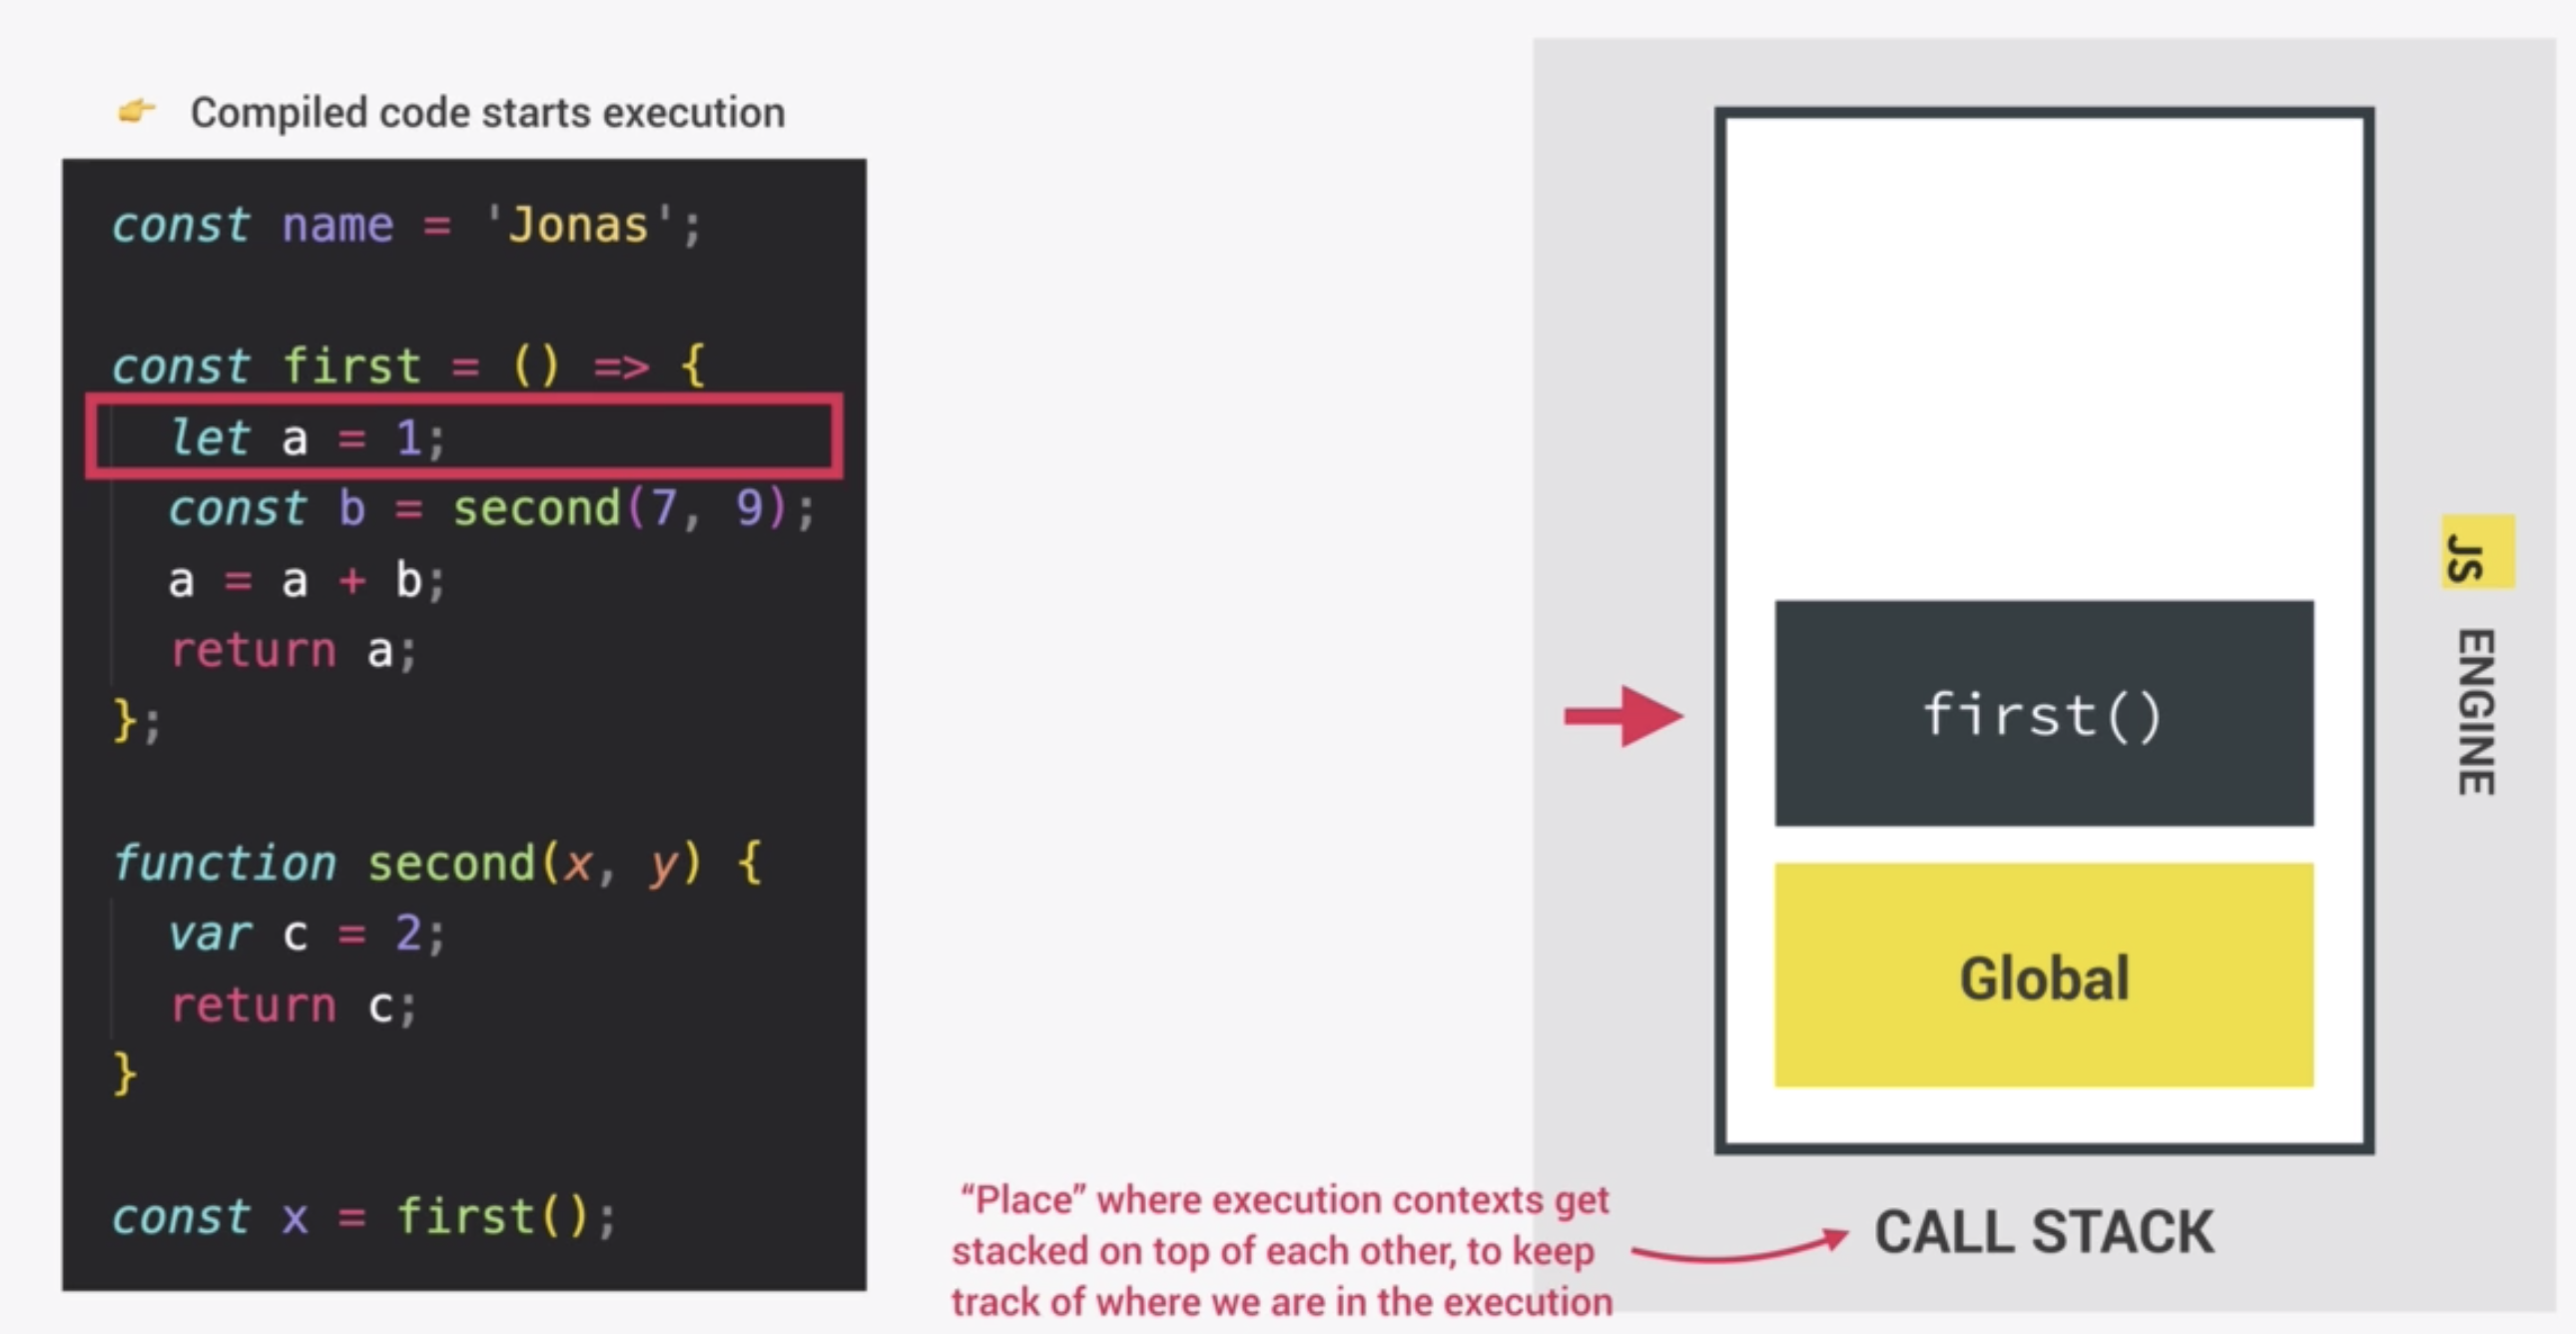 👉 Compiled code starts execution
const name = 'Jonas';
const first = () => {
let a = 1;
const b = second(7, 9);
a = a + b;
return a;
};
function second(x, y) {
var c = 2;
return c;
}
const x = first();
first()
Global
CALL STACK
JS ENGINE
“Place” where execution contexts get
stacked on top of each other, to keep
track of where we are in the execution